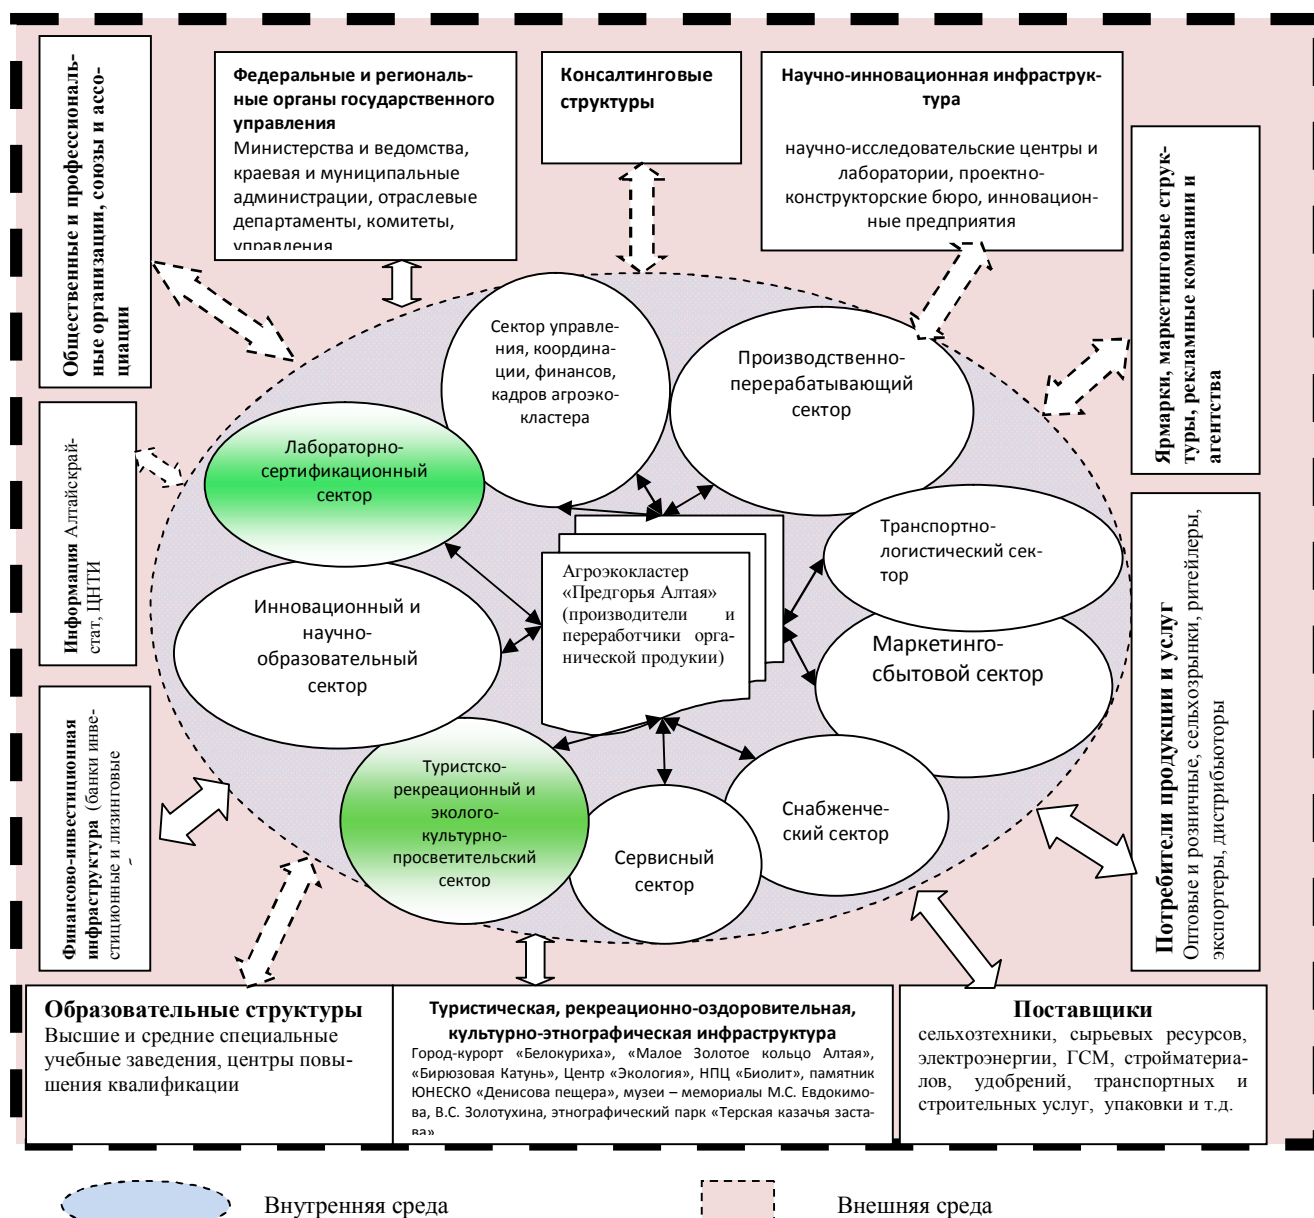 Общественные и профессиональ-
ные организации, союзы и ассо-
циации
Федеральные и региональ-
ные органы государственного
управления
Министерства и ведомства,
краевая и муниципальные
администрации, отраслевые
департаменты, комитеты,
управления
Консалтинговые
структуры
Научно-инновационная инфраструк-
тура
научно-исследовательские центры и
лаборатории, проектно-
конструкторские бюро, инновацион-
ные предприятия
Ярмарки, маркетинговые струк-
туры, рекламные компании и
агентства
Информация Алтайскрай-
стат, ЦНТИ
Финансово-инвестиционная
инфраструктура (банки инве-
стиционные и лизинговые
Потребители продукции и услуг
Оптовые и розничные, сельхозрынки, ритейлеры,
экспортеры, дистрибьюторы
Сектор управле-
ния, координа-
ции, финансов,
кадров агроэко-
кластера
Производственно-
перерабатывающий
сектор
Лабораторно-
сертификационный
сектор
Транспортно-
логистический сек-
тор
Агроэкокластер
«Предгорья Алтая»
(производители и
переработчики орга-
нической продукии)
Инновационный и
научно-
образовательный
сектор
Маркетинго-
сбытовой сектор
Туристско-
рекреационный и
эколого-
культурно-
просветительский
сектор
Сервисный
сектор
Снабженче-
ский сектор
Образовательные структуры
Высшие и средние специальные
учебные заведения, центры повы-
шения квалификации
Туристическая, рекреационно-оздоровительная,
культурно-этнографическая инфраструктура
Город-курорт «Белокуриха», «Малое Золотое кольцо Алтая»,
«Бирюзовая Катунь», Центр «Экология», НПЦ «Биолит», памятник
ЮНЕСКО «Денисова пещера», музеи – мемориалы М.С. Евдокимо-
ва, В.С. Золотухина, этнографический парк «Терская казачья заста-
ва»
Поставщики
сельхозтехники, сырьевых ресурсов,
электроэнергии, ГСМ, стройматериа-
лов, удобрений, транспортных и
строительных услуг, упаковки и т.д.
Внутренняя среда
Внешняя среда